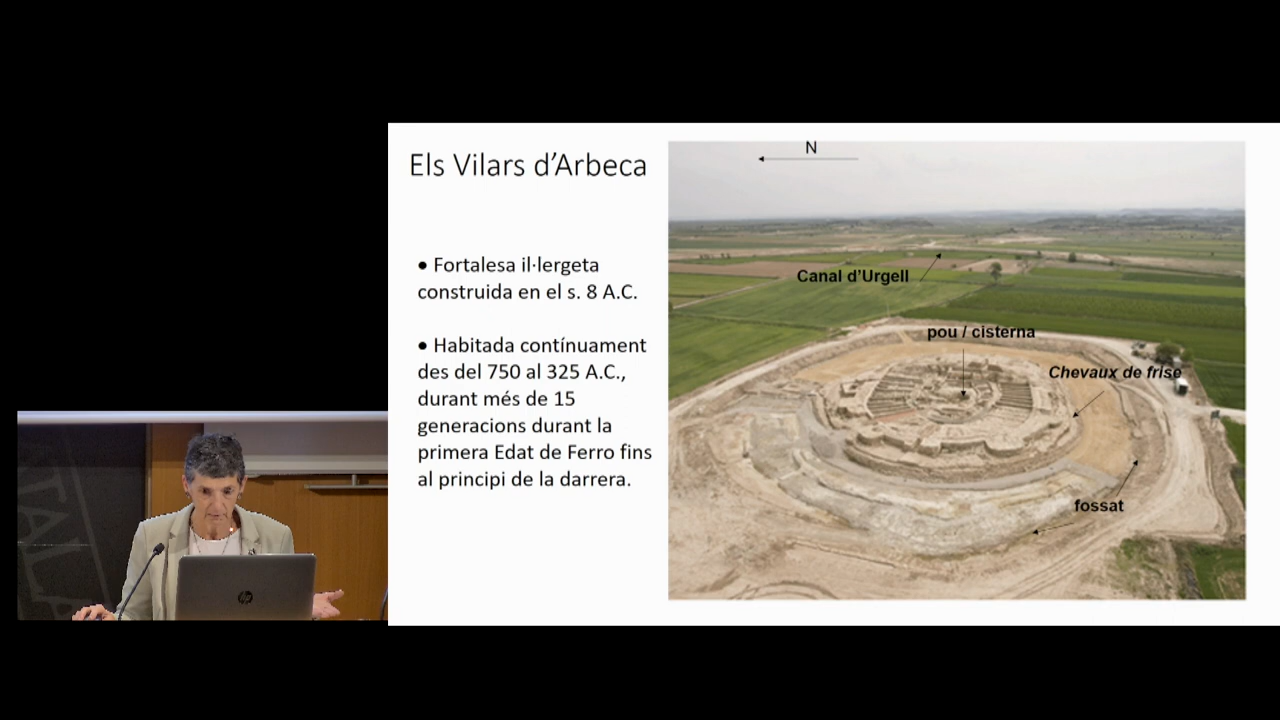 Els Vilars d'Arbeca
• Fortalesa il·lergeta
construida en el s. 8 A.C.
• Habitada contínuament
des del 750 al 325 A.C.,
durant més de 15
generacions durant la
primera Edat de Ferro fins
al principi de la darrera.
N
Canal d'Urgell
pou / cisterna
Chevaux de frise
fossat
hp